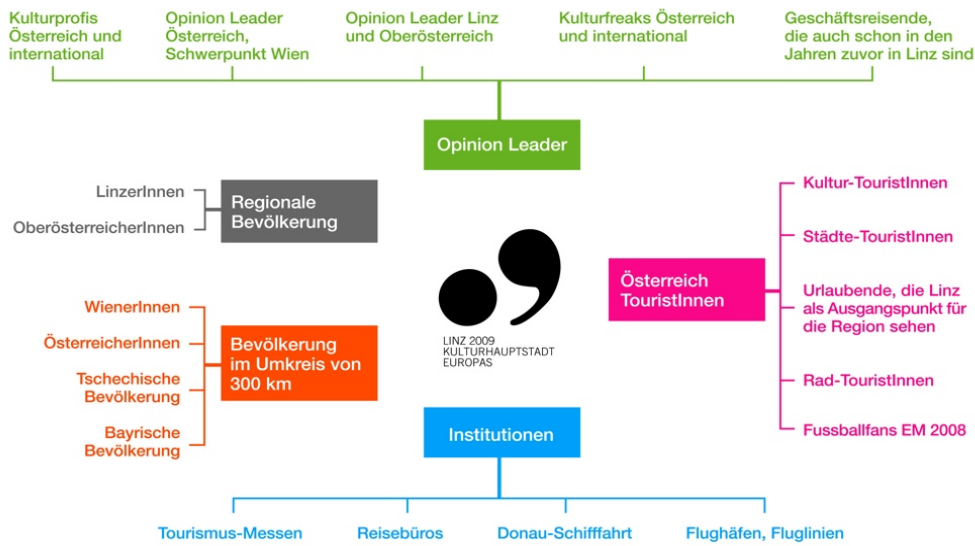 Kulturprofis
Österreich und
international
Opinion Leader
Österreich,
Schwerpunkt Wien
Opinion Leader Linz
und Oberösterreich
Kulturfreaks Österreich
und international
Geschäftsreisende,
die auch schon in den
Jahren zuvor in Linz sind
Opinion Leader
LinzerInnen
OberösterreicherInnen
Regionale
Bevölkerung
WienerInnen
ÖsterreicherInnen
Tschechische
Bevölkerung
Bayrische
Bevölkerung
Bevölkerung
im Umkreis von
300 km
LINZ 2009
KULTURHAUPTSTADT
EUROPAS
Österreich
TouristInnen
Kultur-TouristInnen
Städte-TouristInnen
Urlaubende, die Linz
als Ausgangspunkt für
die Region sehen
Rad-TouristInnen
Fussballfans EM 2008
Institutionen
Tourismus-Messen
Reisebüros
Donau-Schifffahrt
Flughäfen, Fluglinien